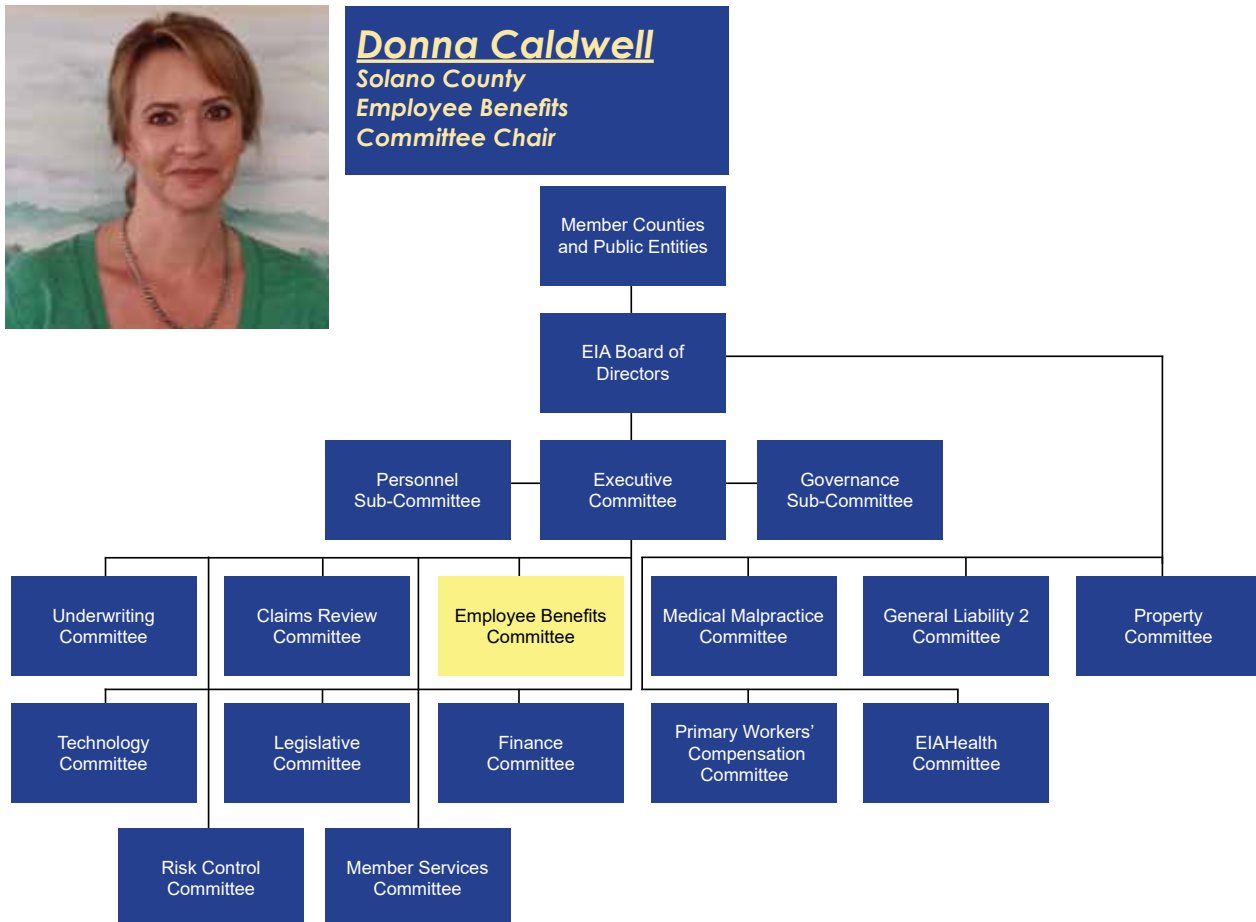 Donna Caldwell
Solano County
Employee Benefits
Committee Chair
Member Counties
and Public Entities
EIA Board of
Directors
Personnel
Sub-Committee
Executive
Committee
Governance
Sub-Committee
Underwriting
Committee
Claims Review
Committee
Employee Benefits
Committee
Medical Malpractice
Committee
General Liability 2
Committee
Property
Committee
Technology
Committee
Legislative
Committee
Finance
Committee
Primary Workers’
Compensation
Committee
EIAHealth
Committee
Risk Control
Committee
Member Services
Committee